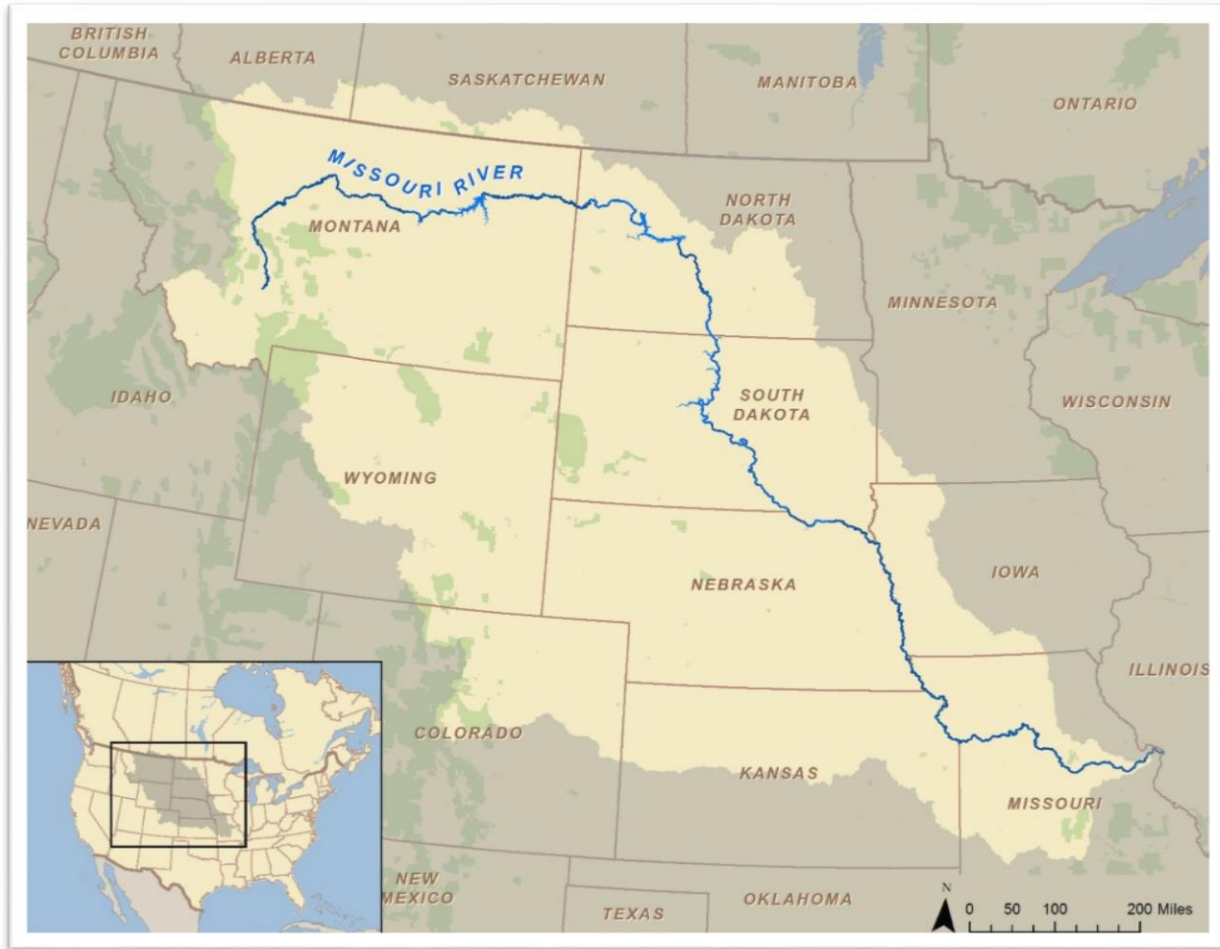 BRITISH
COLUMBIA
ALBERTA
SASKATCHEWAN
MANITOBA
ONTARIO
MISSOURI RIVER
NORTH
DAKOTA
MONTANA
MINNESOTA
IDAHO
SOUTH
DAKOTA
WISCONSIN
WYOMING
NEVADA
NEBRASKA
IOWA
ILLINOIS
COLORADO
KANSAS
MISSOURI
NEW
MEXICO
OKLAHOMA
TEXAS
N
0 50 100 200 Miles